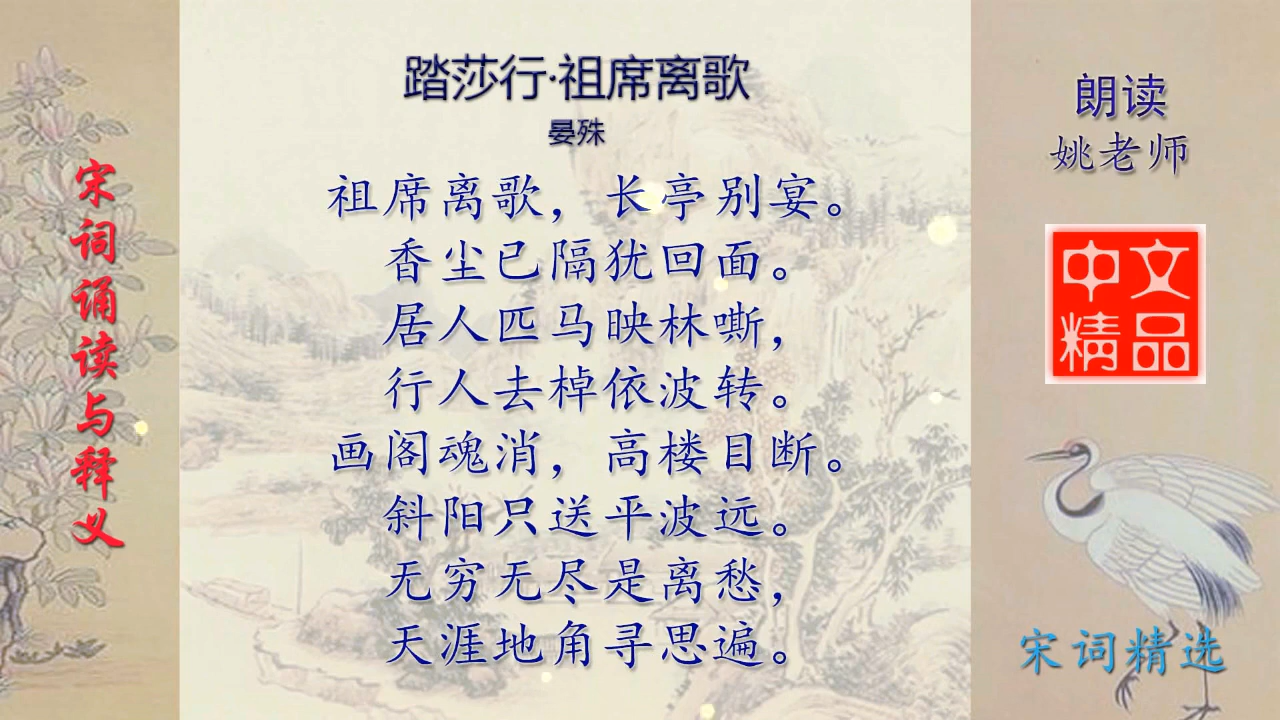 踏莎行·祖席离歌
晏殊
祖席离歌，长亭别宴。
香尘已隔犹回面。
居人匹马映林嘶，
行人去棹依波转。
画阁魂消，高楼目断。
斜阳只送平波远。
无穷无尽是离愁，
天涯地角寻思遍。
宋词诵读与释义
朗读
姚老师
中文
精品
宋词精选